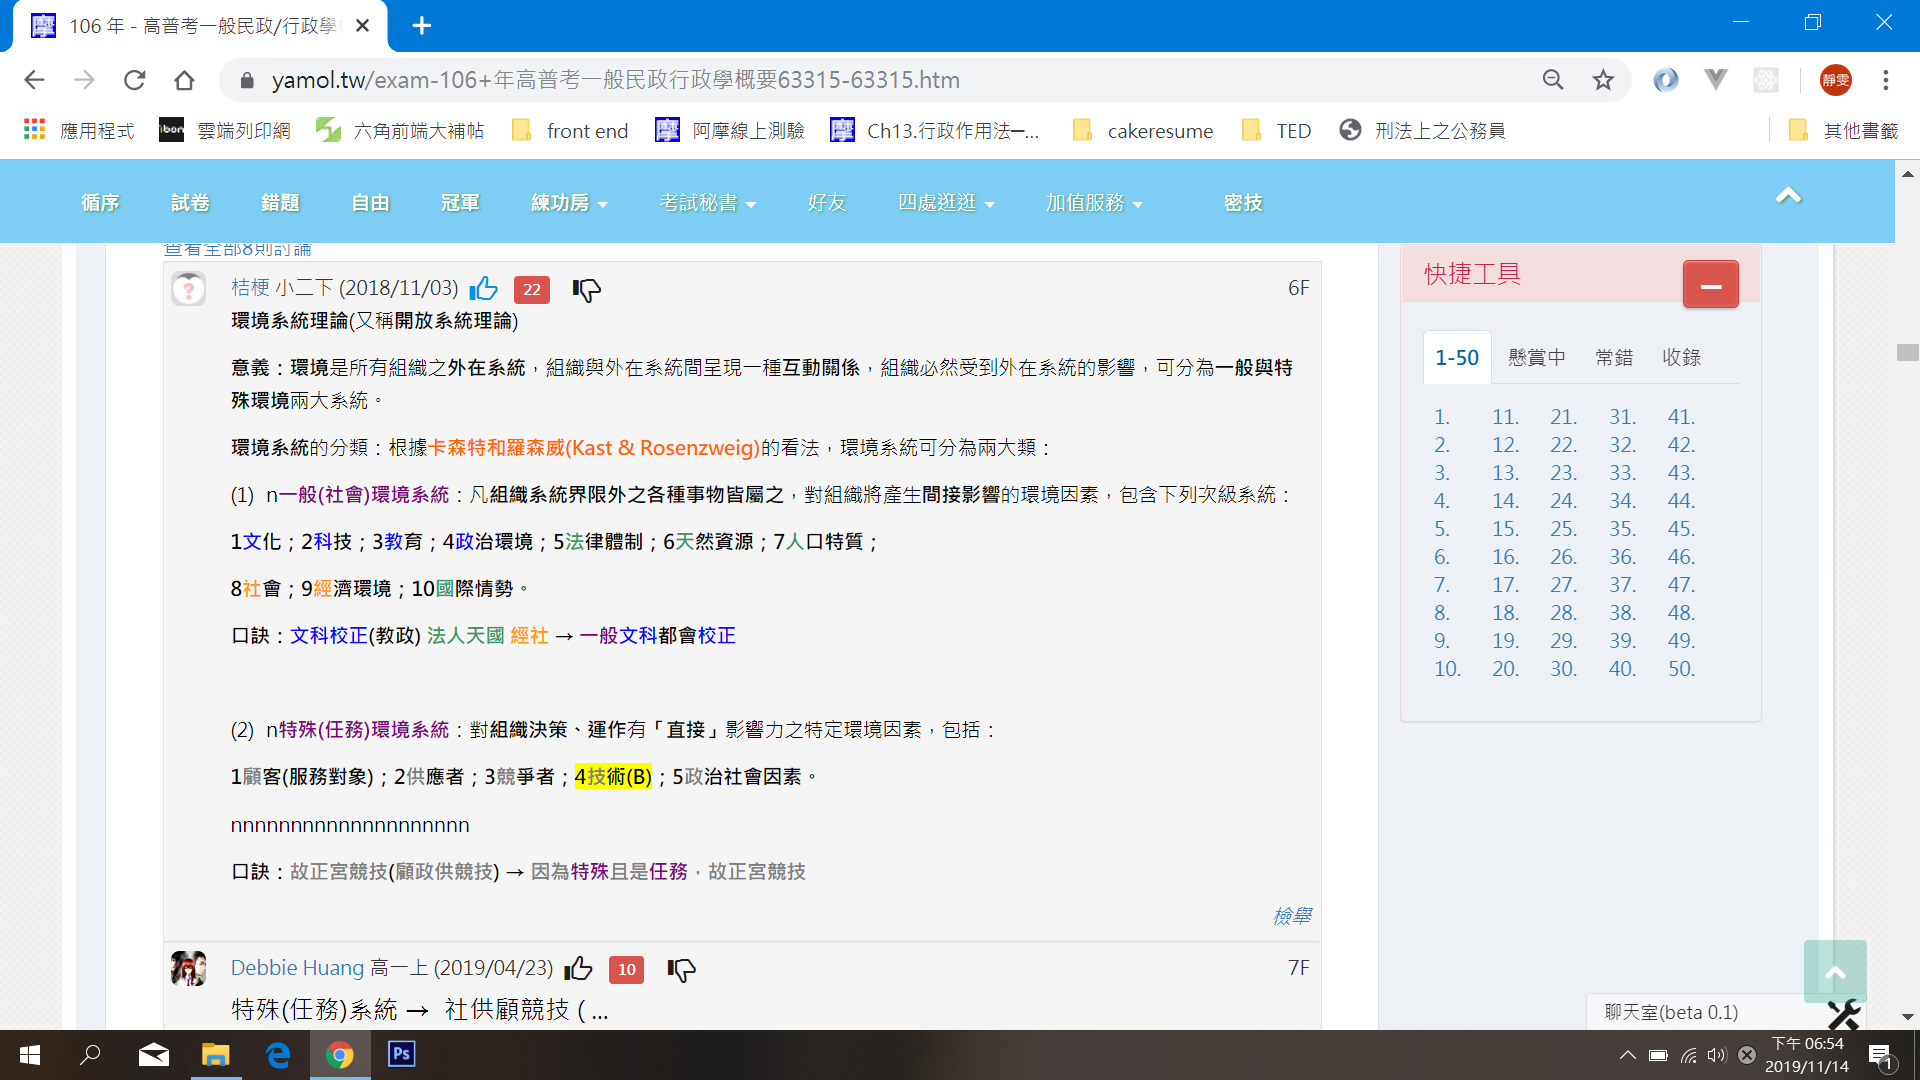 106 年 - 高普考一般民政/行政學
yamol.tw/exam-106+年高普考一般民政行政學概要63315-63315.htm
靜雯
應用程式
ibon
雲端列印網
六角前端大補帖
front end
阿摩線上測驗
Ch13.行政作用法—...
cakeresume
TED
刑法上之公務員
其他書籤
循序 試卷 錯題 自由 冠軍 練功房 考試秘書 好友 四處逛逛 加值服務 密技
查看全部8則討論
桔梗 小二下 (2018/11/03) 22 6F
環境系統理論(又稱開放系統理論)
意義：環境是所有組織之外在系統，組織與外在系統間呈現一種互動關係，組織必然受到外在系統的影響，可分為一般與特
殊環境兩大系統。
環境系統的分類：根據卡森特和羅森威(Kast & Rosenzweig)的看法，環境系統可分為兩大類：
(1) n一般(社會)環境系統：凡組織系統界限外之各種事物皆屬之，對組織將產生間接影響的環境因素，包含下列次級系統：
1文化；2科技；3教育；4政治環境；5法律體制；6天然資源；7人口特質；
8社會；9經濟環境；10國際情勢。
口訣：文科校正(教政) 法人天國 經社 → 一般文科都會校正
(2) n特殊(任務)環境系統：對組織決策、運作有「直接」影響力之特定環境因素，包括：
1顧客(服務對象)；2供應者；3競爭者；4技術(B)；5政治社會因素。
nnnnnnnnnnnnnnnnnnnn
口訣：故正宮競技(顧政供競技) → 因為特殊且是任務，故正宮競技
檢舉
Debbie Huang 高一上 (2019/04/23) 10 7F
特殊(任務)系統 → 社供顧競技 ( ...
快捷工具
1-50 懸賞中 常錯 收錄
1. 11. 21. 31. 41.
2. 12. 22. 32. 42.
3. 13. 23. 33. 43.
4. 14. 24. 34. 44.
5. 15. 25. 35. 45.
6. 16. 26. 36. 46.
7. 17. 27. 37. 47.
8. 18. 28. 38. 48.
9. 19. 29. 39. 49.
10. 20. 30. 40. 50.
聊天室(beta 0.1)
Ps
下午 06:54
2019/11/14
1